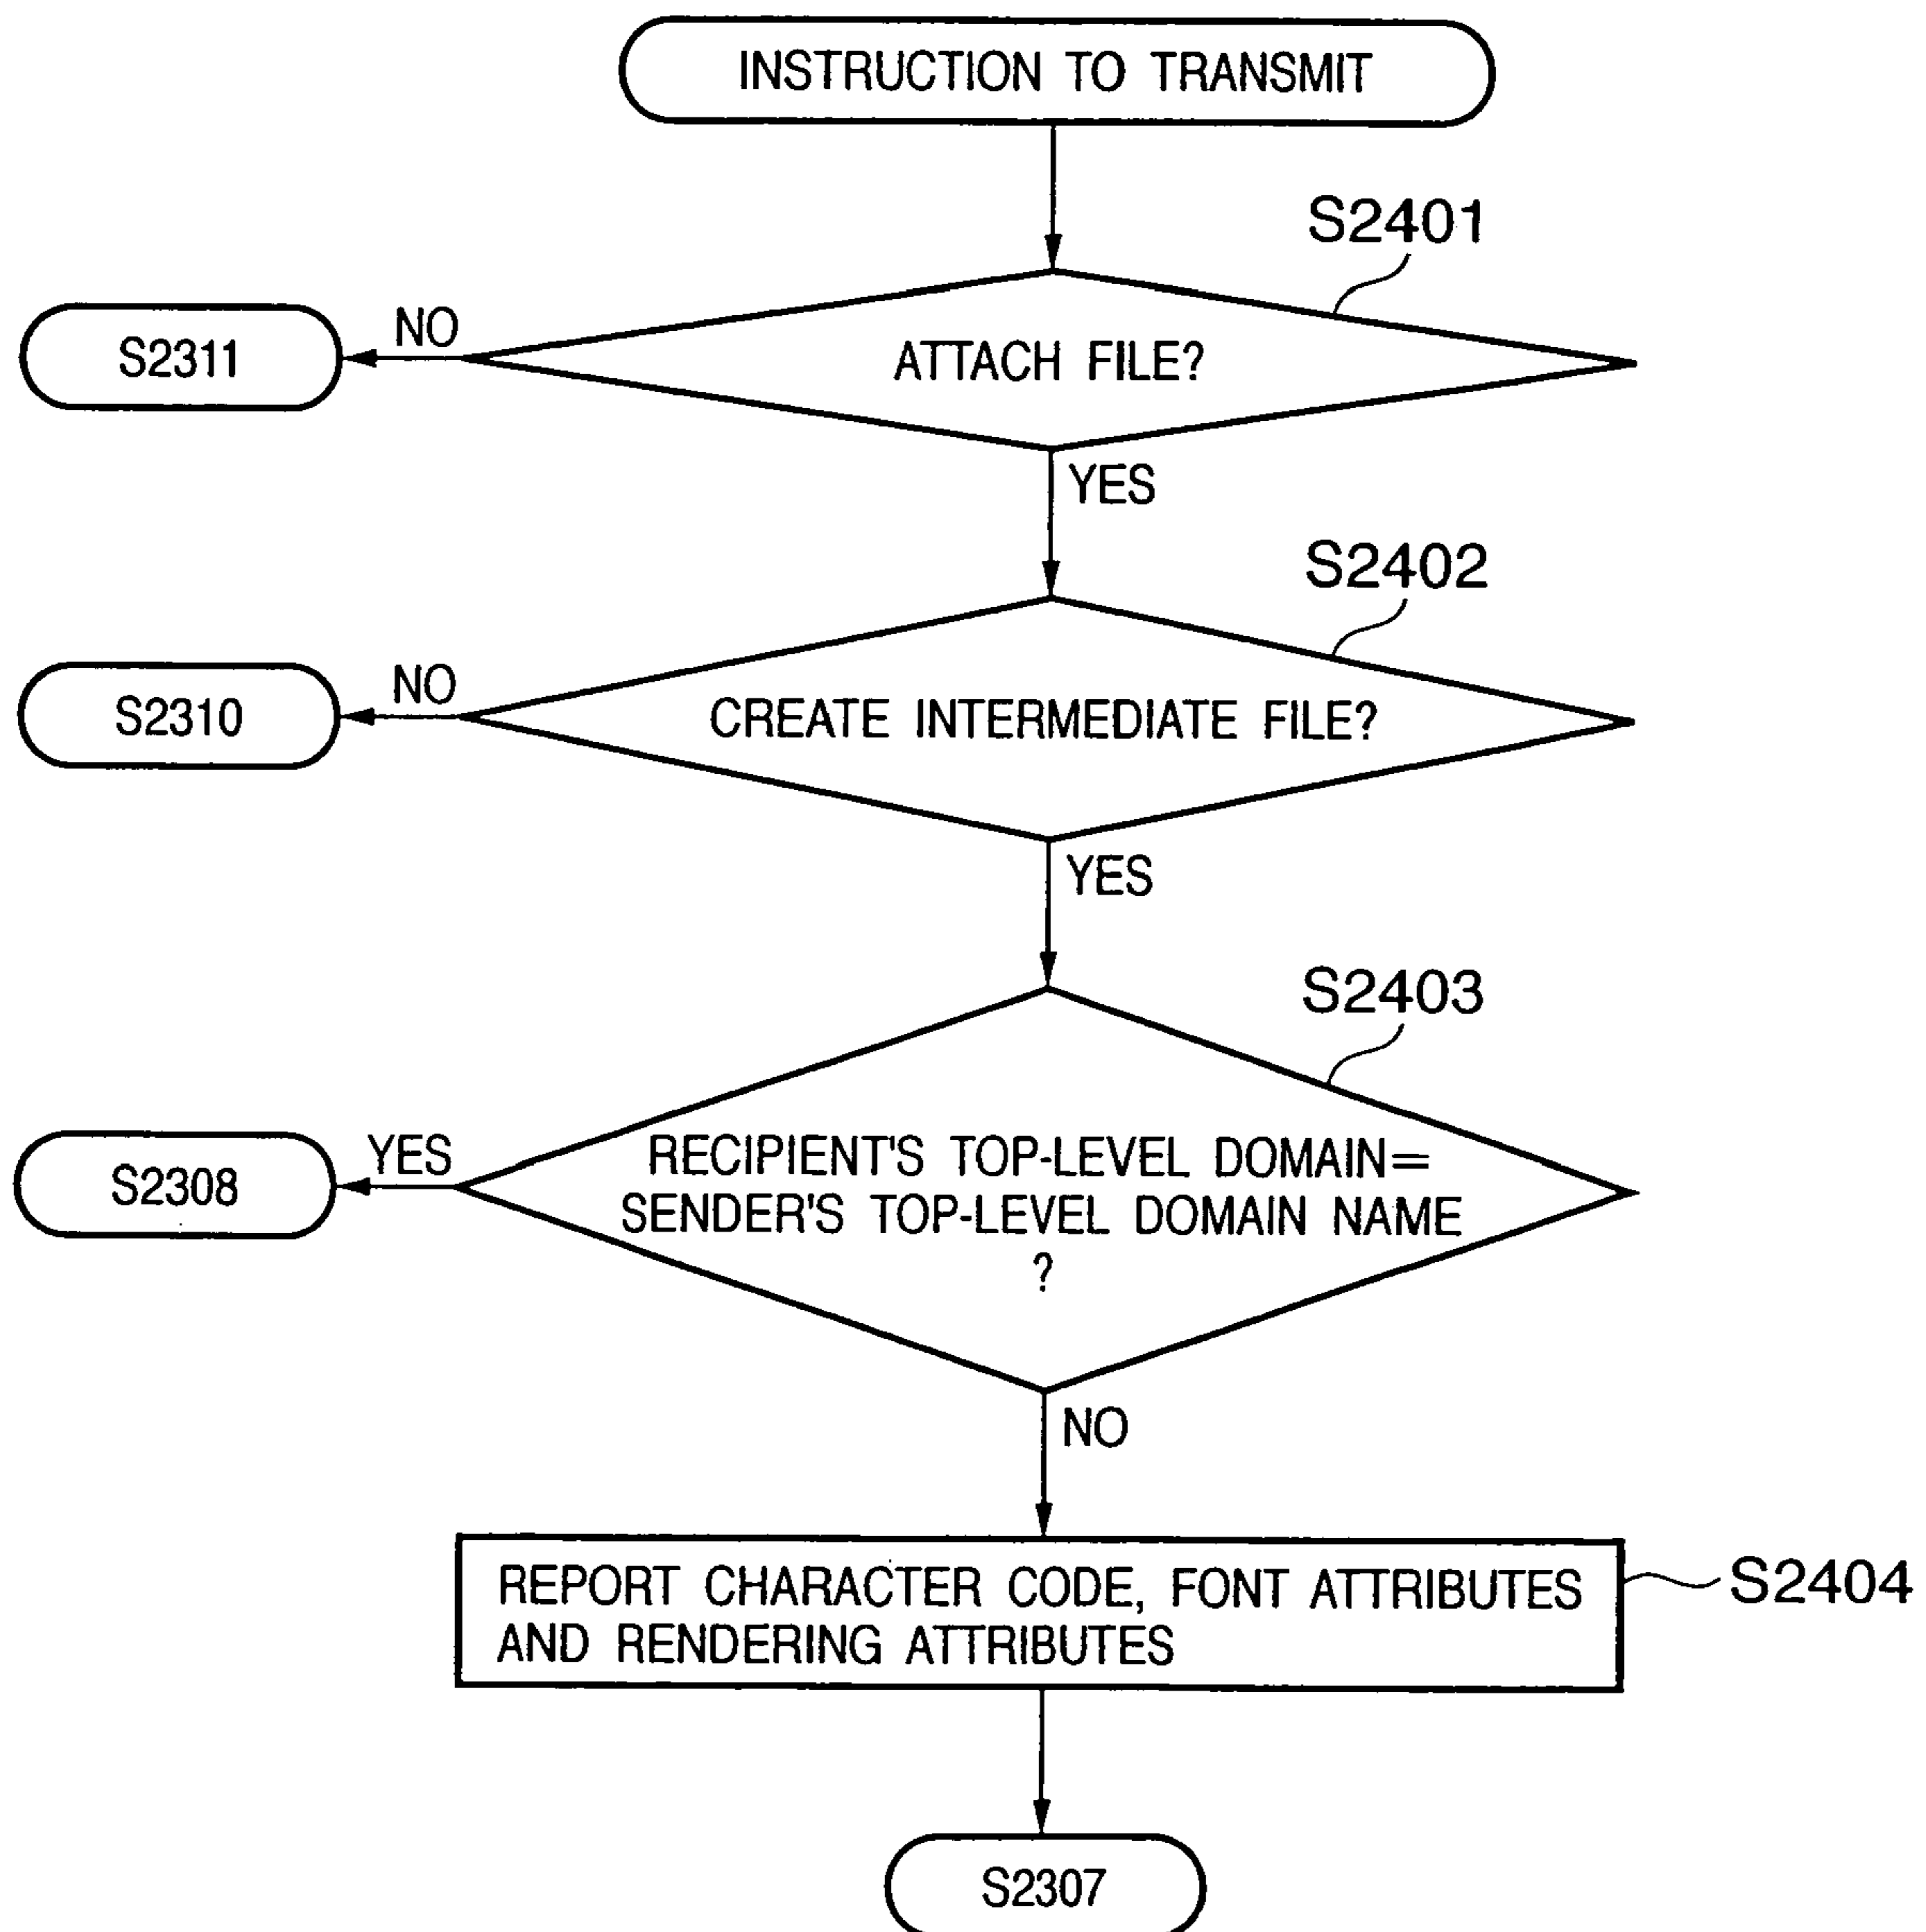 INSTRUCTION TO TRANSMIT
S2401
NO
S2311
ATTACH FILE?
YES
S2402
NO
S2310
CREATE INTERMEDIATE FILE?
YES
S2403
YES
S2308
RECIPIENT'S TOP-LEVEL DOMAIN=
SENDER'S TOP-LEVEL DOMAIN NAME
?
NO
REPORT CHARACTER CODE, FONT ATTRIBUTES
AND RENDERING ATTRIBUTES
S2404
S2307